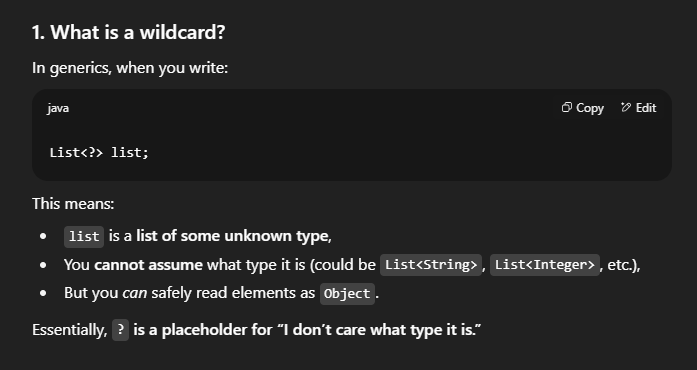 1. What is a wildcard?
In generics, when you write:
java Copy Edit
List<?> list;
This means:
• list is a list of some unknown type,
• You cannot assume what type it is (could be List<String>, List<Integer>, etc.),
• But you can safely read elements as Object.
Essentially, ? is a placeholder for “I don’t care what type it is.”